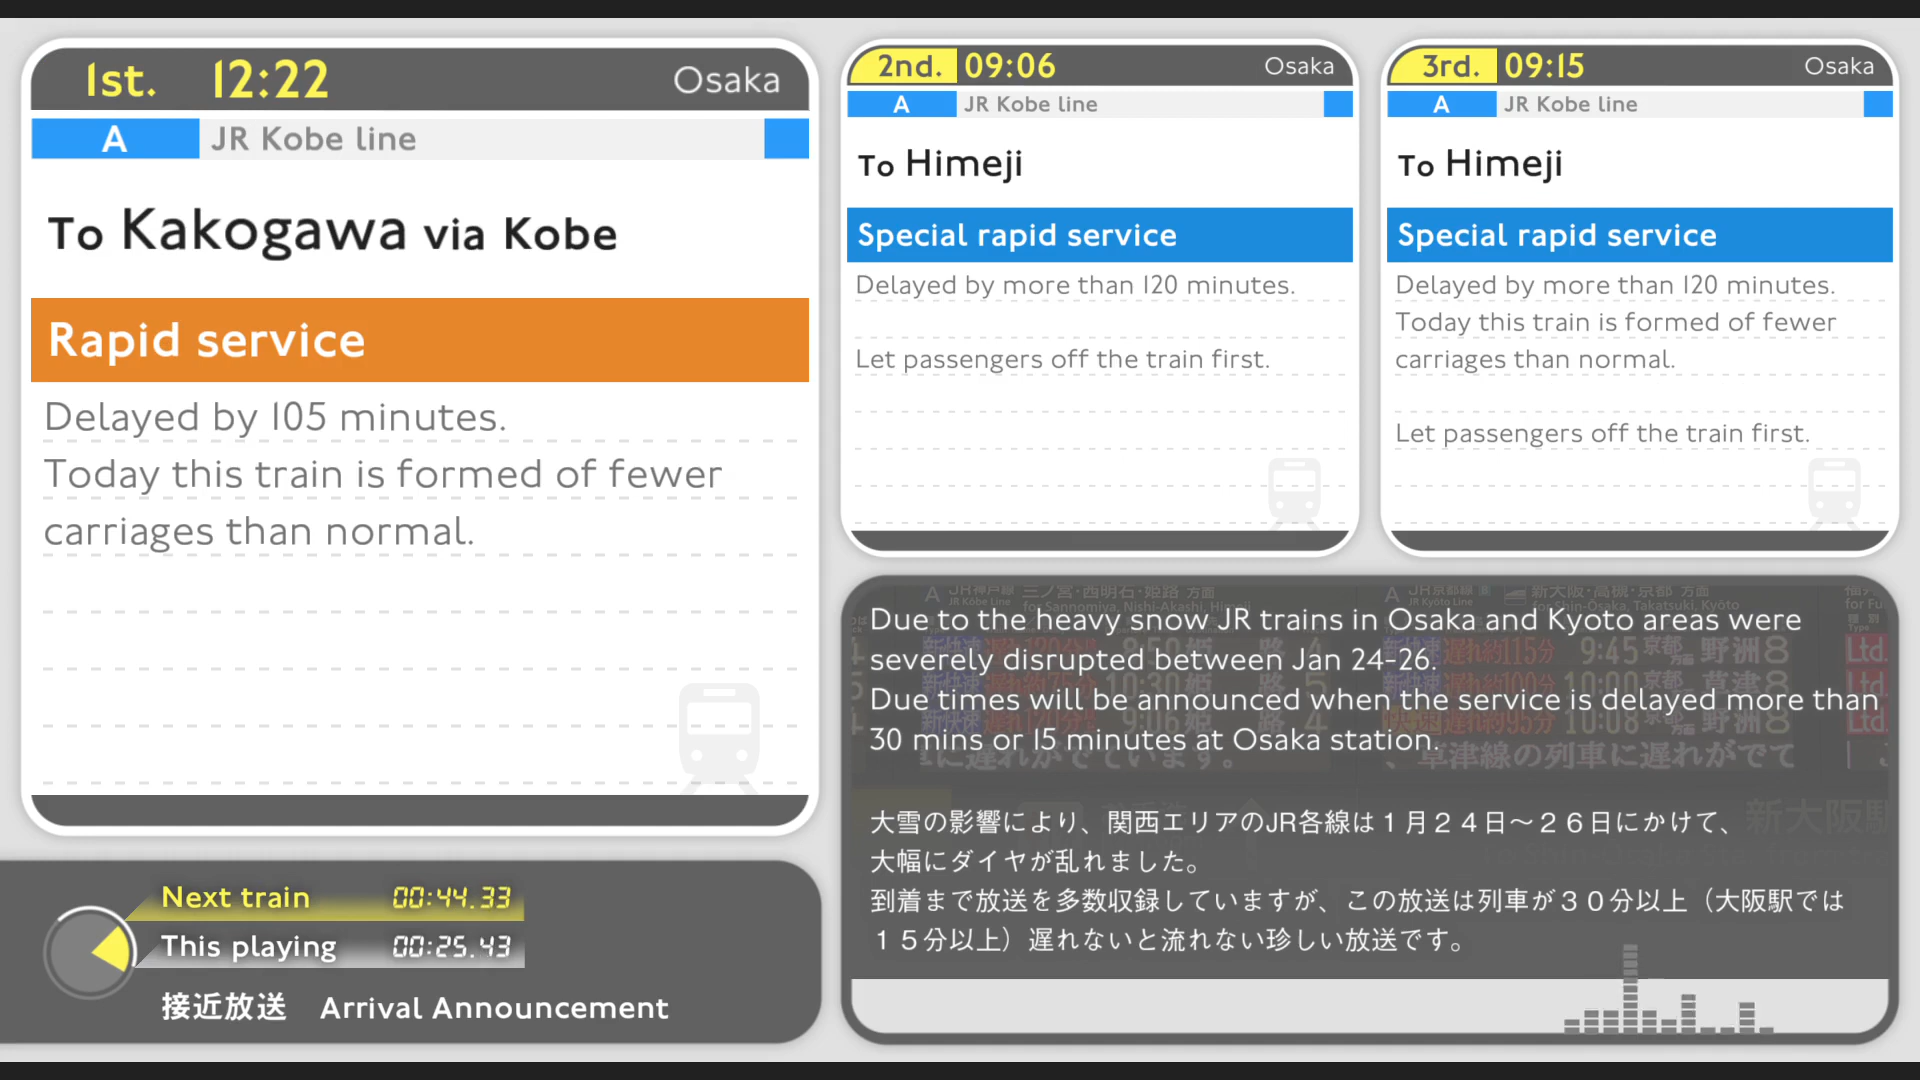 1st. 12:22 Osaka
A JR Kobe line
To Kakogawa via Kobe
Rapid service
Delayed by 105 minutes.
Today this train is formed of fewer
carriages than normal.
2nd. 09:06 Osaka
A JR Kobe line
To Himeji
Special rapid service
Delayed by more than 120 minutes.
Let passengers off the train first.
3rd. 09:15 Osaka
A JR Kobe line
To Himeji
Special rapid service
Delayed by more than 120 minutes.
Today this train is formed of fewer
carriages than normal.
Let passengers off the train first.
Due to the heavy snow JR trains in Osaka and Kyoto areas were
severely disrupted between Jan 24-26.
Due times will be announced when the service is delayed more than
30 mins or 15 minutes at Osaka station.
大雪の影響により、関西エリアのJR各線は１月２４日～２６日にかけて、
大幅にダイヤが乱れました。
到着まで放送を多数収録していますが、この放送は列車が３０分以上（大阪駅では
１５分以上）遅れないと流れない珍しい放送です。
Next train 00:44.33
This playing 00:25.43
接近放送 Arrival Announcement